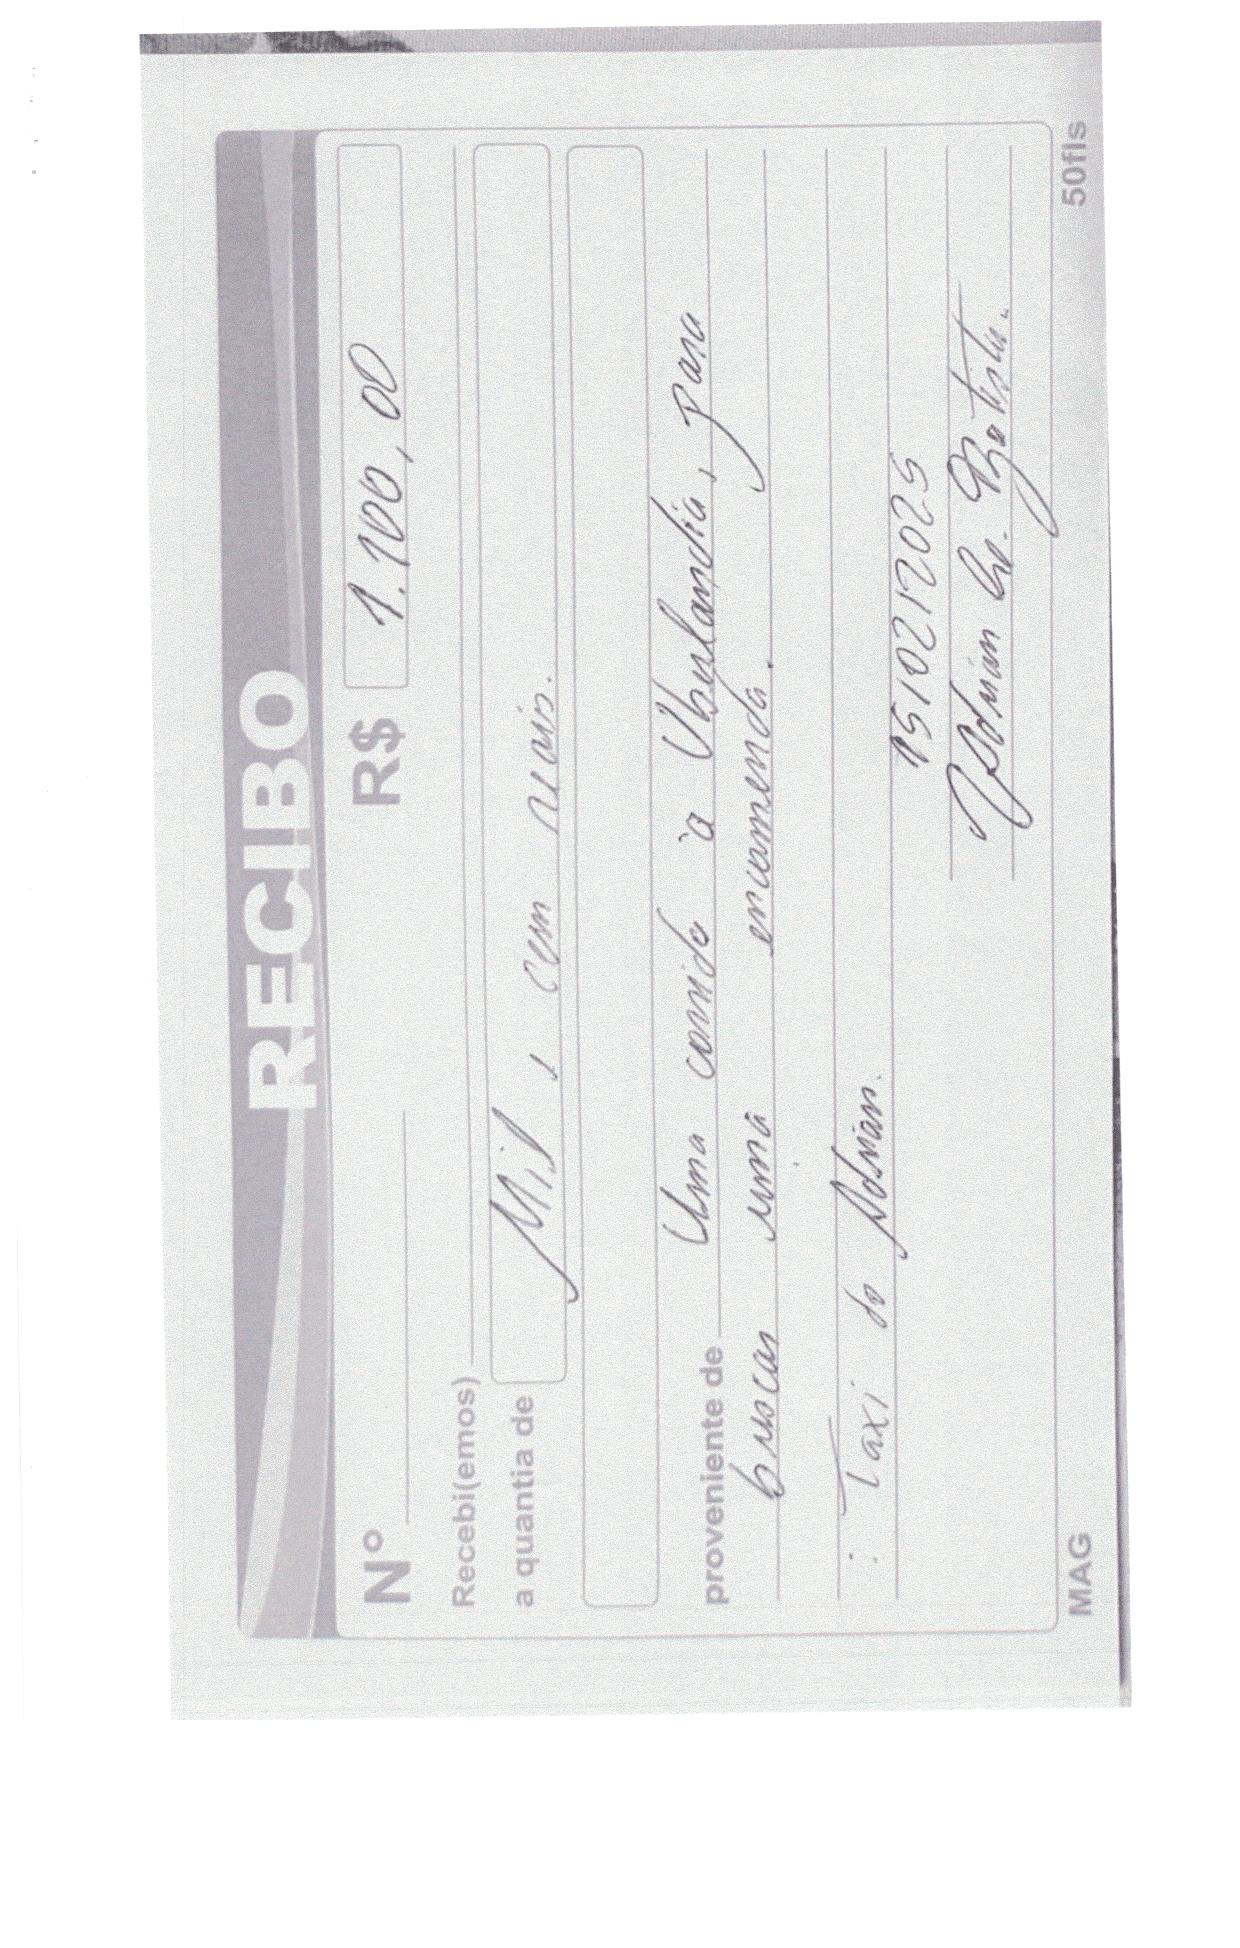 RECIBO
Nº R$ 1.100,00
Recebi(emos)
a quantia de Mil, cem reais.
proveniente de Uma corrida à Uberlandia, para
buscar uma encomenda.
: Taxi do Adrian.
15/02/2025
Adrian Batista.
MAG 50fls